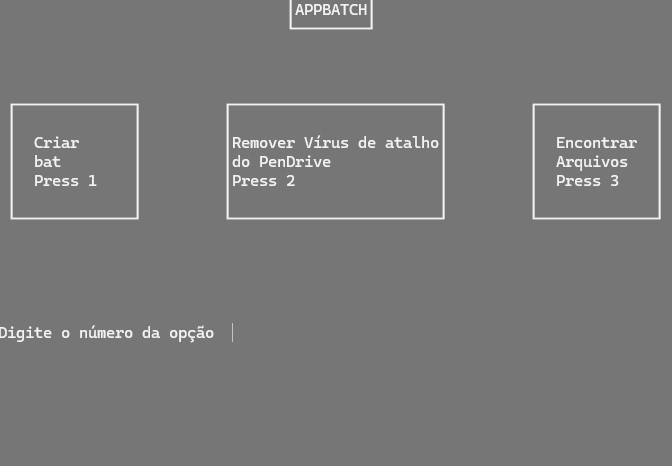 APPBATCH
Criar
bat
Press 1
Remover Vírus de atalho
do PenDrive
Press 2
Encontrar
Arquivos
Press 3
Digite o número da opção